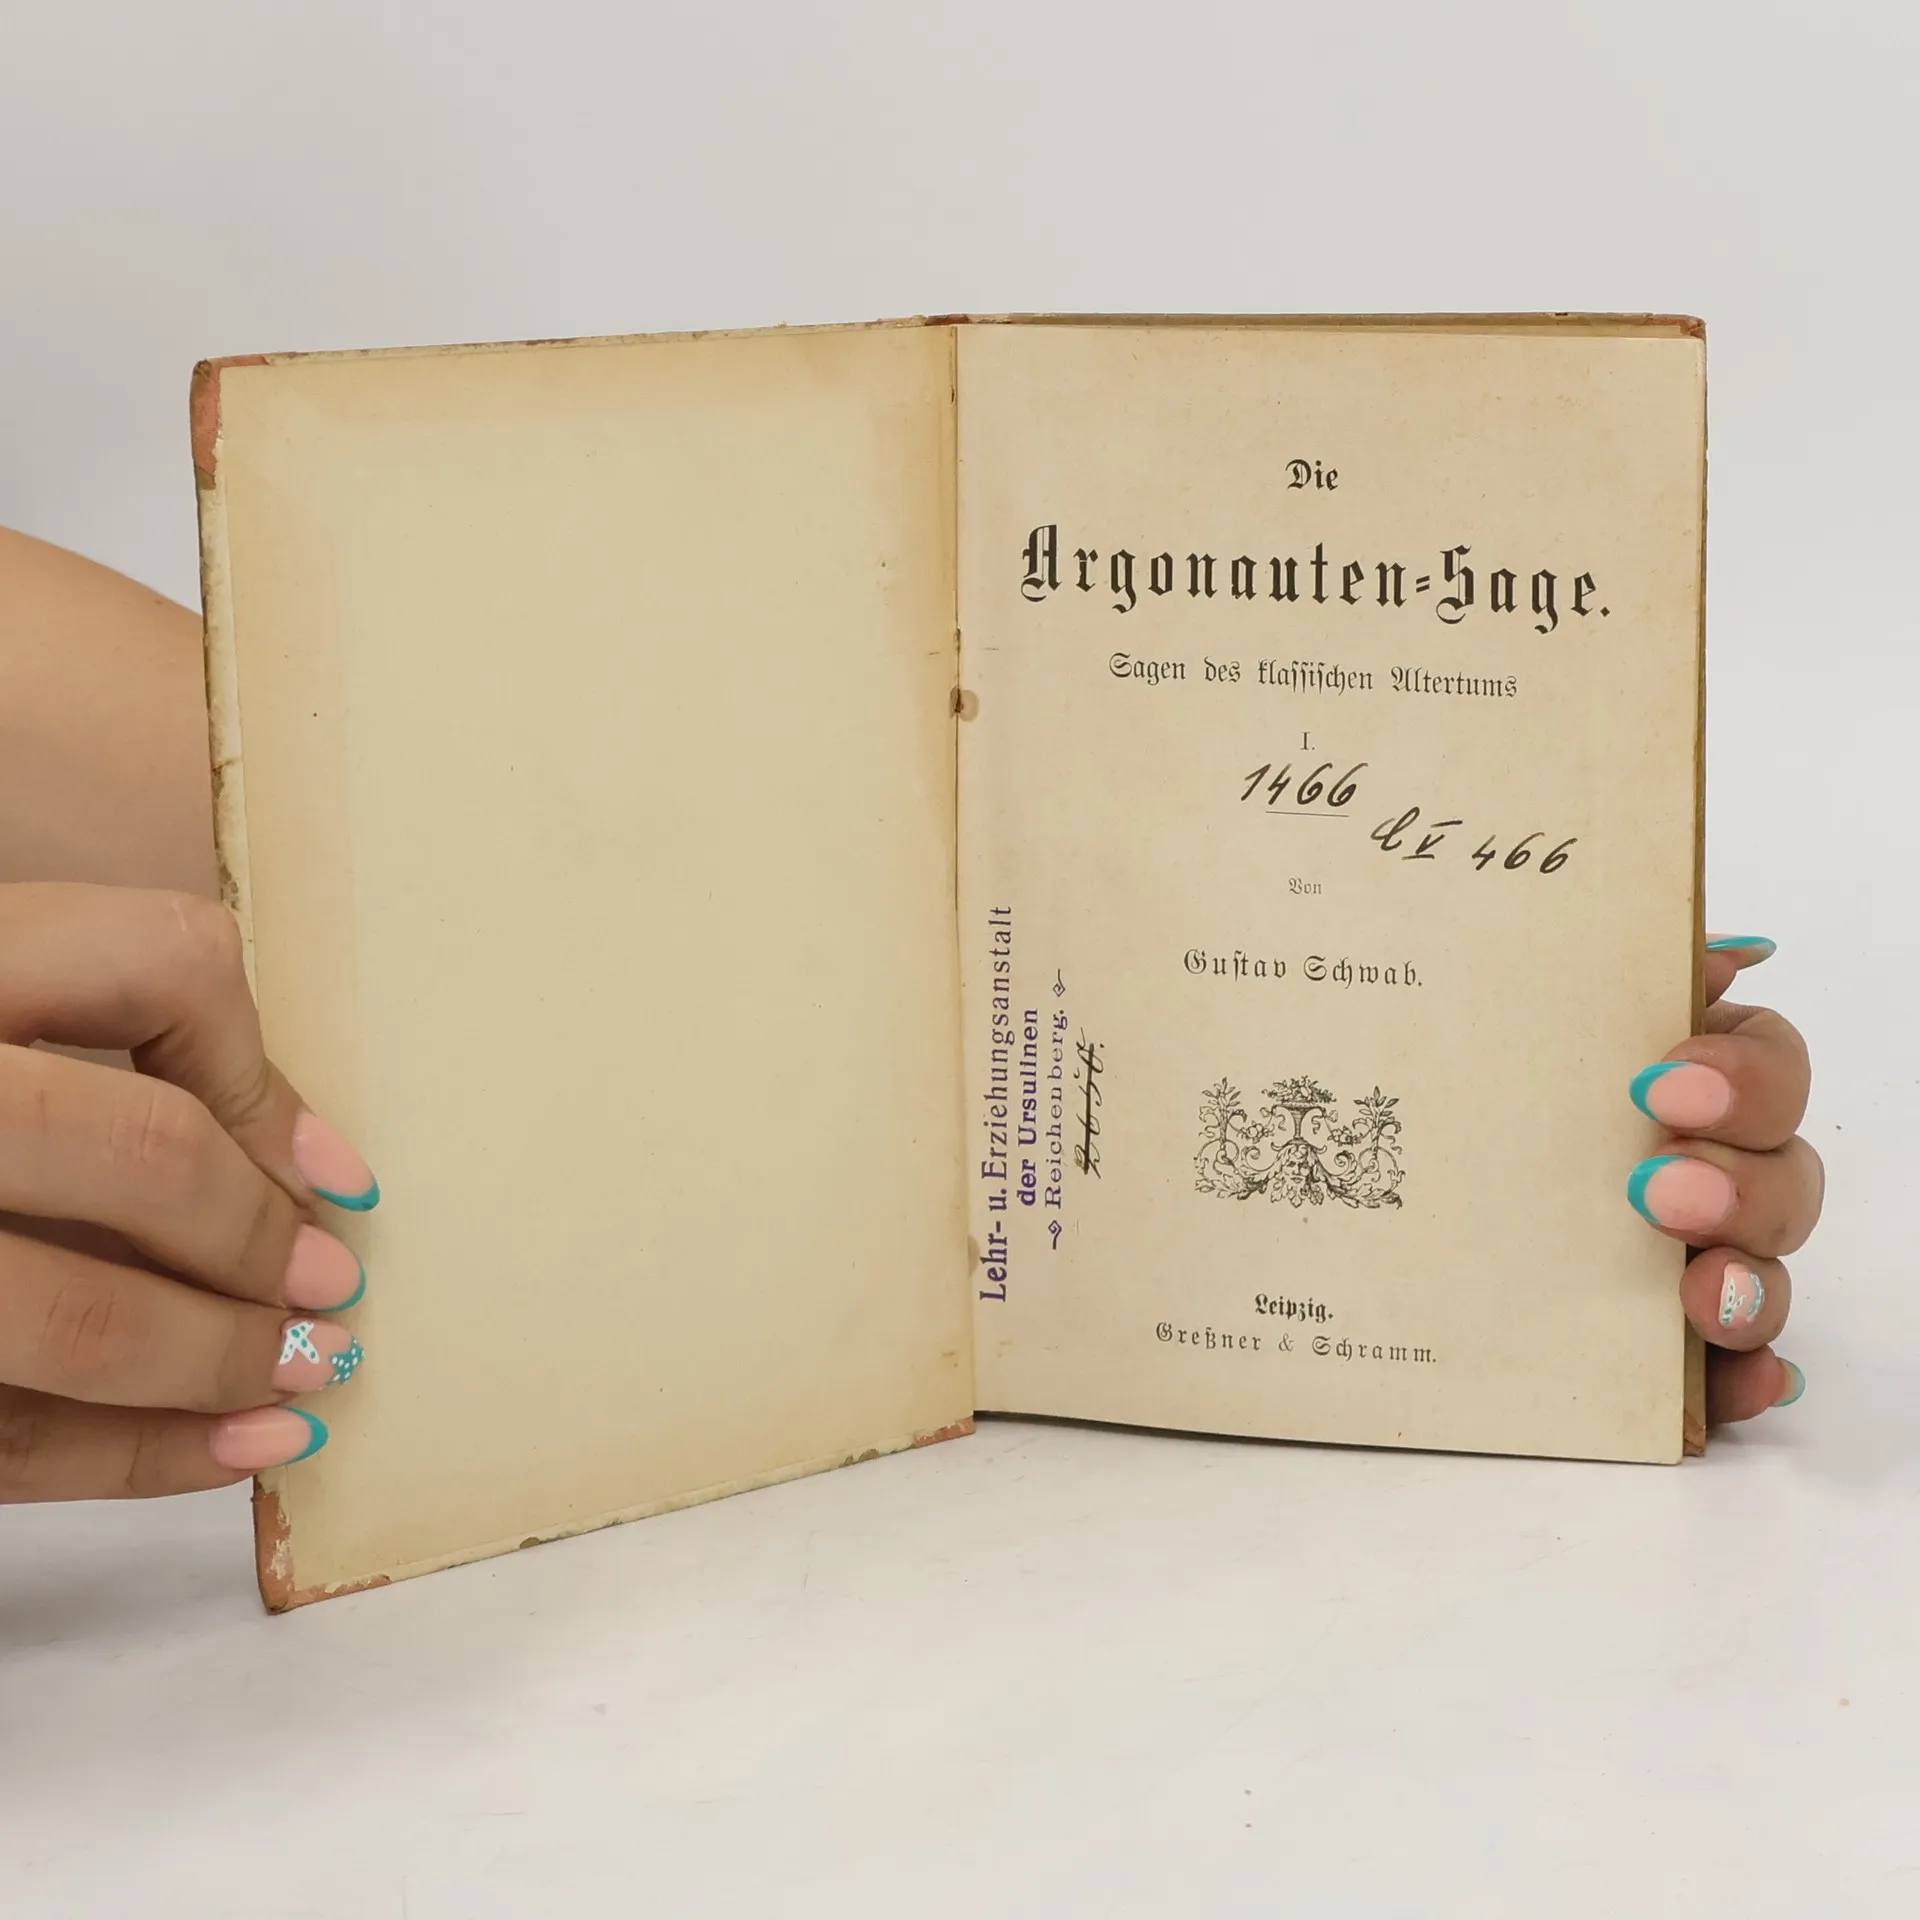 Die
Argonauten-Sage.
Sagen des klassischen Altertums
I.
1466
V 466
Von
Gustav Schwab.
Lehr- u. Erziehungsanstalt
der Ursulinen
Reichenberg.
Leipzig.
Greßner & Schramm.